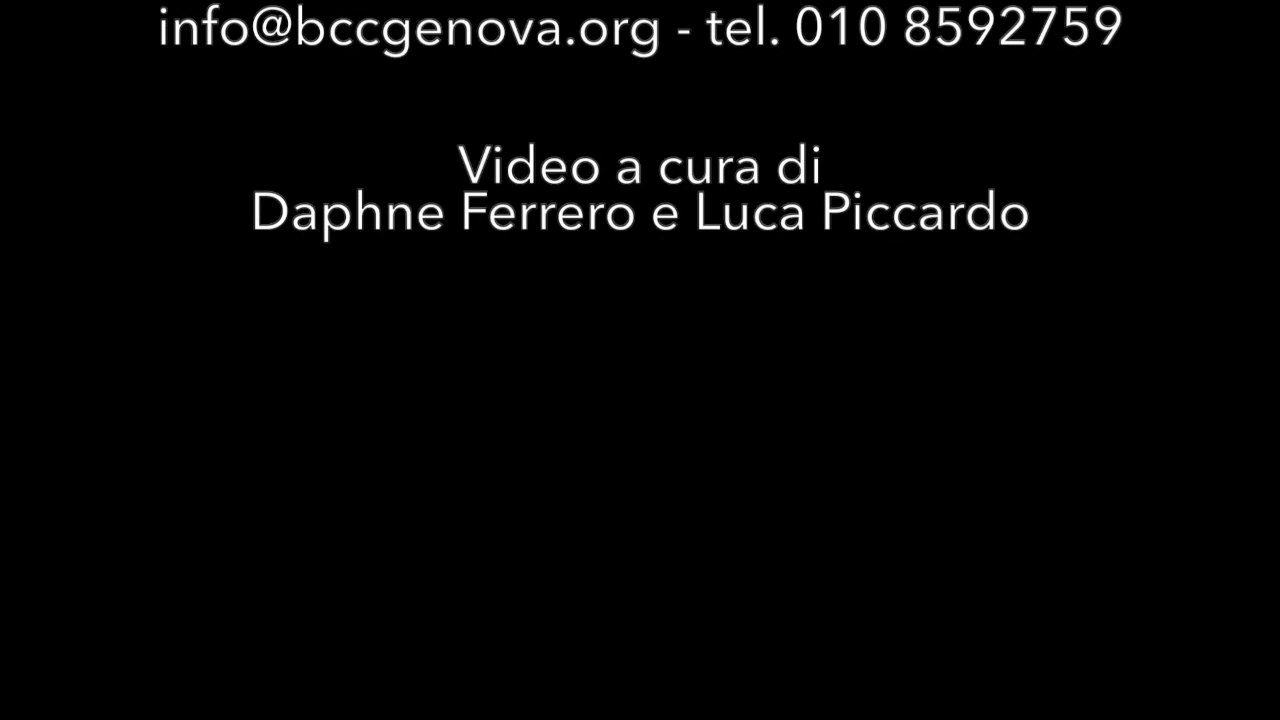 info@bccgenova.org - tel. 010 8592759
Video a cura di
Daphne Ferrero e Luca Piccardo